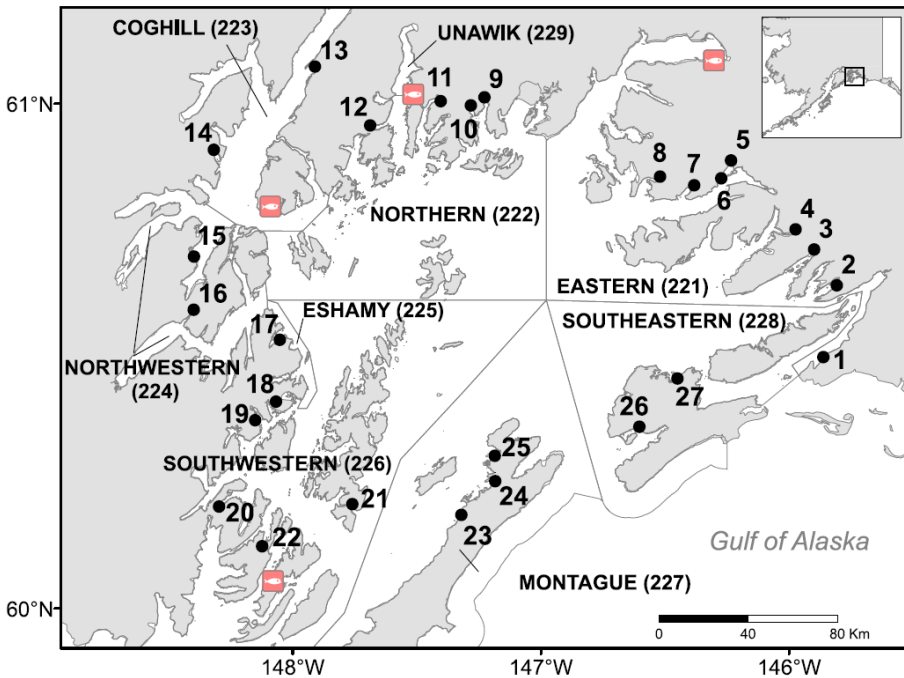 COGHILL (223)
13
UNAWIK (229)
11
9
61°N
12
10
14
5
8
7
6
NORTHERN (222)
4
3
15
2
EASTERN (221)
16
ESHAMY (225)
SOUTHEASTERN (228)
17
NORTHWESTERN
(224)
1
18
27
19
26
25
SOUTHWESTERN (226)
24
21
20
23
22
Gulf of Alaska
MONTAGUE (227)
60°N
0 40 80 Km
148°W
147°W
146°W